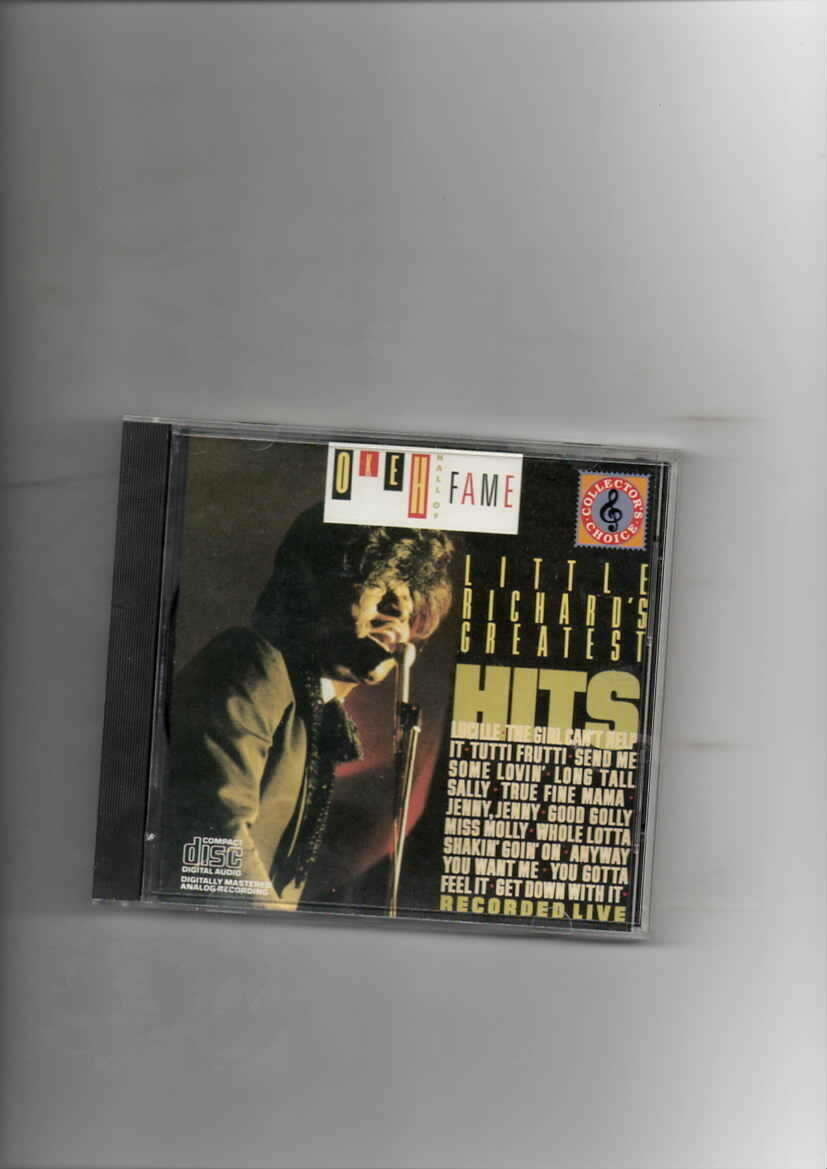 OKEH
HALL OF
FAME
COLLECTOR'S
CHOICE
LITTLE
RICHARD'S
GREATEST
HITS
LUCILLE·THE GIRL CAN'T HELP
IT·TUTTI FRUTTI·SEND ME
SOME LOVIN'·LONG TALL
SALLY·TRUE FINE MAMA·
JENNY, JENNY·GOOD GOLLY
MISS MOLLY·WHOLE LOTTA
SHAKIN' GOIN' ON·ANYWAY
YOU WANT ME·YOU GOTTA
FEEL IT·GET DOWN WITH IT·
RECORDED LIVE
COMPACT
disc
DIGITAL AUDIO
DIGITALLY MASTERED
ANALOG RECORDING